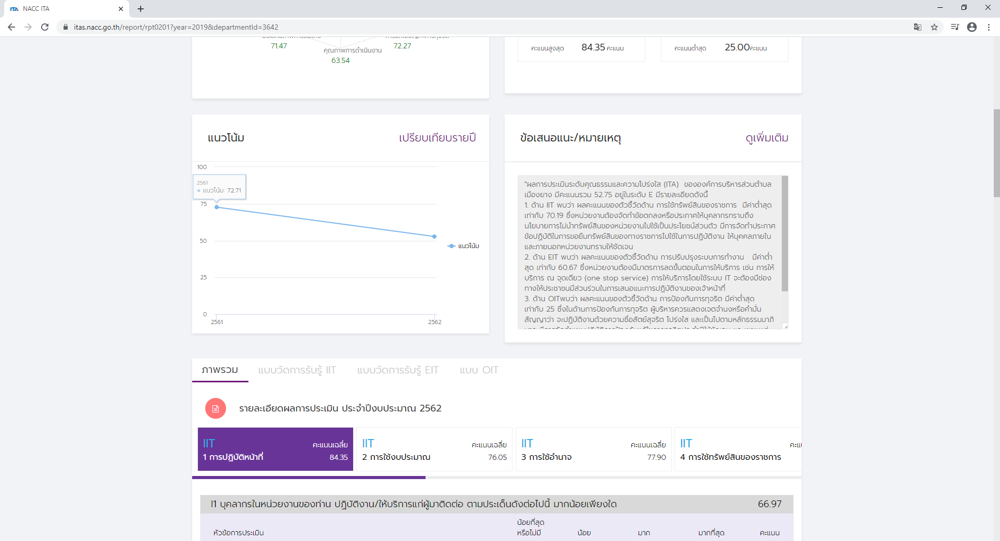 NACC ITA
itas.nacc.go.th/report/rpt0201?year=2019&departmentId=3642
71.47
72.27
คุณภาพการดำเนินงาน
63.54
คะแนนสูงสุด 84.35 คะแนน
คะแนนต่ำสุด 25.00คะแนน
แนวโน้ม เปรียบเทียบรายปี
100
2561
แนวโน้ม: 72.71
75
50
แนวโน้ม
25
0
2561 2562
ข้อเสนอแนะ/หมายเหตุ ดูเพิ่มเติม
"ผลการประเมินระดับคุณธรรมและความโปร่งใส (ITA) ขององค์การบริหารส่วนตำบล
เมืองยาง มีคะแนนรวม 52.75 อยู่ในระดับ E มีรายละเอียดดังนี้
1. ด้าน IIT พบว่า ผลคะแนนของตัวชี้วัดด้าน การใช้ทรัพย์สินของราชการ มีค่าต่ำสุด
เท่ากับ 70.19 ซึ่งหน่วยงานต้องจัดทำข้อตกลงหรือประกาศให้บุคลากรทราบถึง
นโยบายการไม่นำทรัพย์สินของหน่วยงานไปใช้เป็นประโยชน์ส่วนตัว มีการจัดทำประกาศ
ข้อปฏิบัติในการขอยืมทรัพย์สินของทางราชการไปใช้ในการปฏิบัติงาน ให้บุคคลภายใน
และภายนอกหน่วยงานทราบให้ชัดเจน
2. ด้าน EIT พบว่า ผลคะแนนของตัวชี้วัดด้าน การปรับปรุงระบบการทำงาน มีค่าต่ำ
สุด เท่ากับ 60.67 ซึ่งหน่วยงานต้องมีมาตรการลดขั้นตอนในการให้บริการ เช่น การให้
บริการ ณ จุดเดียว (one stop service) การให้บริการโดยใช้ระบบ IT จะต้องมีช่อง
ทางให้ประชาชนมีส่วนร่วมในการเสนอแนะการปฏิบัติงานของเจ้าหน้าที่
3. ด้าน OITพบว่า ผลคะแนนของตัวชี้วัดด้าน การป้องกันการทุจริต มีค่าต่ำสุด
เท่ากับ 25 ซึ่งในด้านการป้องกันการทุจริต ผู้บริหารควรแสดงเจตจำนงหรือคำมั่น
สัญญาว่า จะปฏิบัติงานด้วยความซื่อสัตย์สุจริต โปร่งใส และเป็นไปตามหลักธรรมมาภิ
ภาพรวม แบบวัดการรับรู้ IIT แบบวัดการรับรู้ EIT แบบ OIT
รายละเอียดผลการประเมิน ประจำปีงบประมาณ 2562
IIT คะแนนเฉลี่ย
1 การปฏิบัติหน้าที่ 84.35
IIT คะแนนเฉลี่ย
2 การใช้งบประมาณ 76.05
IIT คะแนนเฉลี่ย
3 การใช้อำนาจ 77.90
IIT
4 การใช้ทรัพย์สินของราชการ
I1 บุคลากรในหน่วยงานของท่าน ปฏิบัติงาน/ให้บริการแก่ผู้มาติดต่อ ตามประเด็นดังต่อไปนี้ มากน้อยเพียงใด 66.97
น้อยที่สุด
หัวข้อการประเมิน หรือไม่มี น้อย มาก มากที่สุด คะแนน